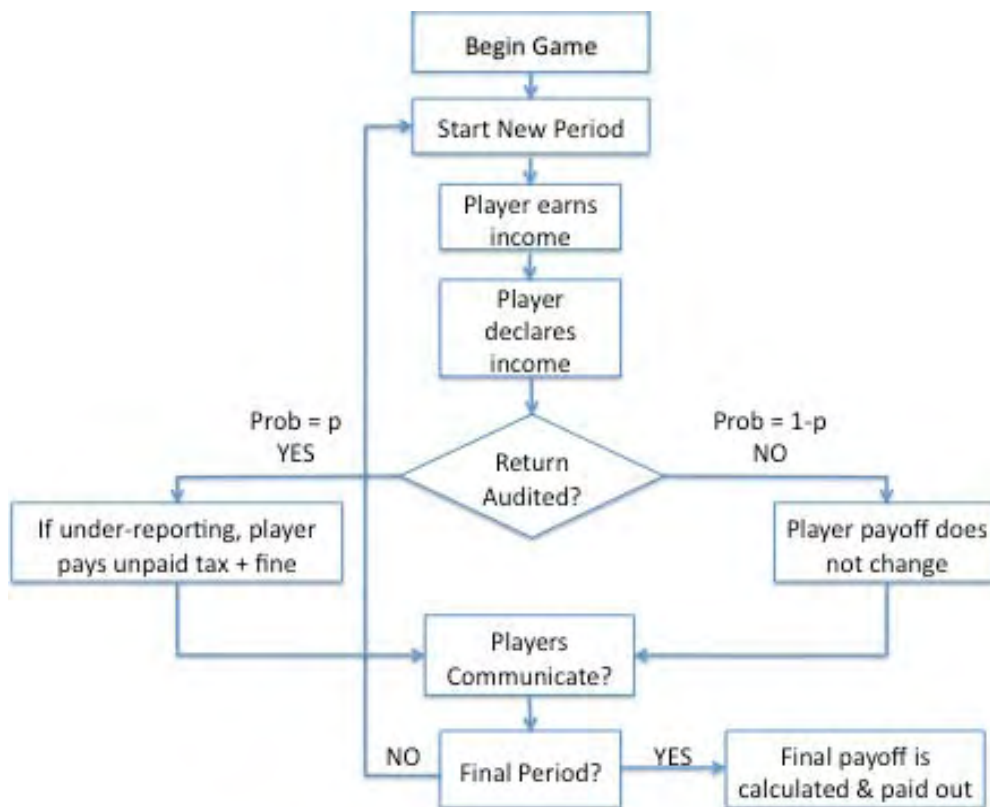 Begin Game
Start New Period
Player earns
income
Player
declares
income
Prob = p
YES
Prob = 1-p
NO
Return
Audited?
If under-reporting, player
pays unpaid tax + fine
Player payoff does
not change
Players
Communicate?
NO
Final Period?
YES
Final payoff is
calculated & paid out